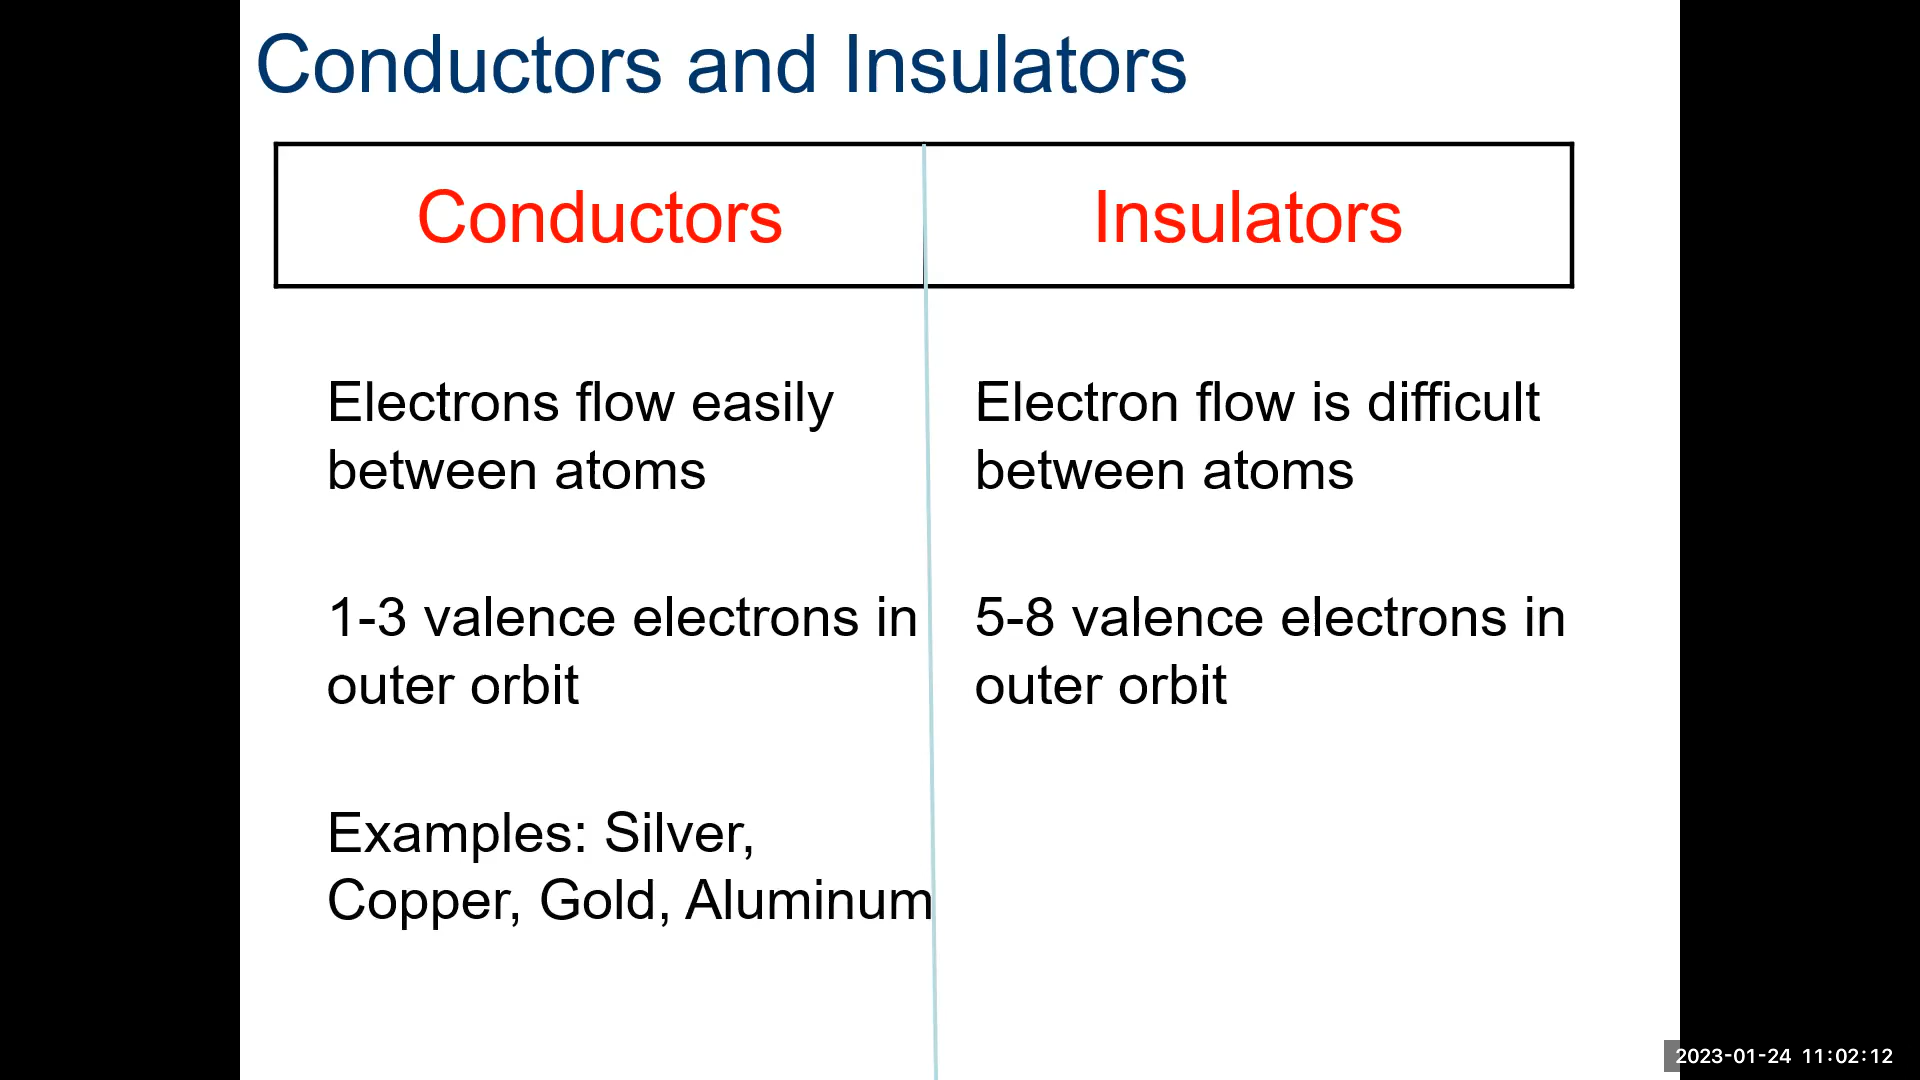 Conductors and Insulators
Conductors
Insulators
Electrons flow easily
between atoms
1-3 valence electrons in
outer orbit
Examples: Silver,
Copper, Gold, Aluminum
Electron flow is difficult
between atoms
5-8 valence electrons in
outer orbit
2023-01-24 11:02:12